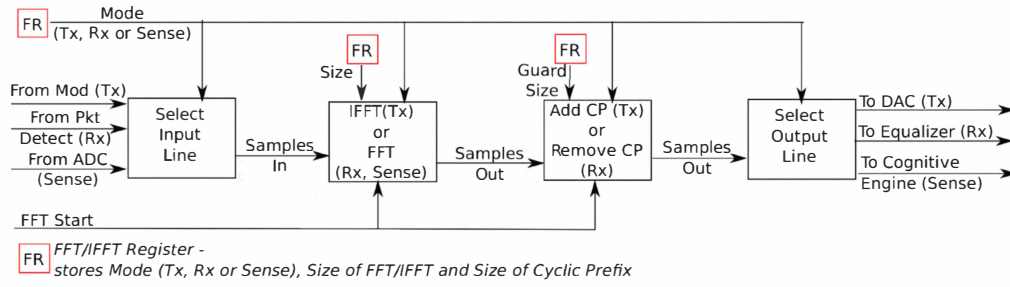 FR
Mode
(Tx, Rx or Sense)
FR
Size
FR
Guard
Size
From Mod (Tx)
From Pkt
Detect (Rx)
From ADC
(Sense)
Select
Input
Line
Samples
In
IFFT(Tx)
or
FFT
(Rx, Sense)
Samples
Out
Add CP (Tx)
or
Remove CP
(Rx)
Samples
Out
Select
Output
Line
To DAC (Tx)
To Equalizer (Rx)
To Cognitive
Engine (Sense)
FFT Start
FR
FFT/IFFT Register -
stores Mode (Tx, Rx or Sense), Size of FFT/IFFT and Size of Cyclic Prefix